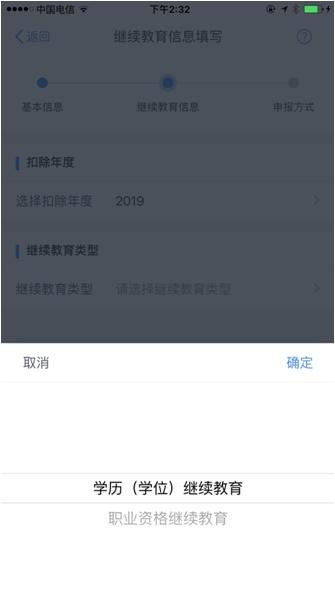 中国电信 下午2:32
返回 继续教育信息填写 ?
基本信息 继续教育信息 申报方式
扣除年度
选择扣除年度 2019
继续教育类型
继续教育类型 请选择继续教育类型
取消 确定
学历（学位）继续教育
职业资格继续教育